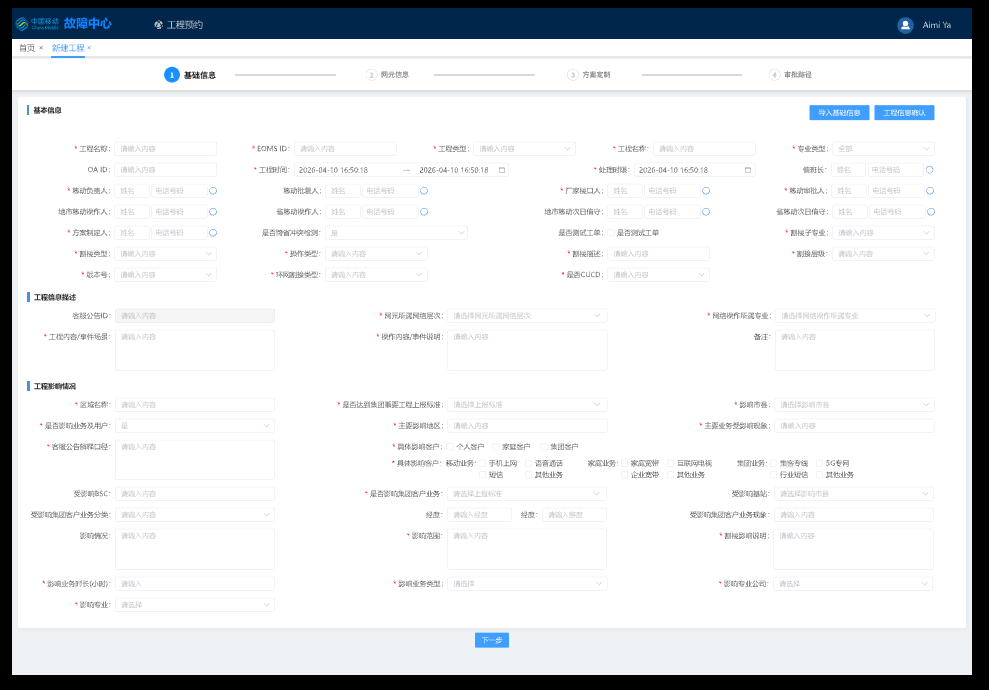 中国移动 故障中心 工程预约 Aimi Ya
首页 × 新建工程 ×
1 基础信息 2 网元信息 3 方案定制 4 审批路径
基本信息 导入基础信息 工程信息确认
* 工程名称: 请输入内容 * EOMS ID: 请输入内容 * 工程类型: 请输入内容 * 工程名称: 请输入内容 * 专业类型: 全部
OA ID: 请输入内容 * 工程时间: 2026-04-10 16:50:18 — 2026-04-10 16:50:18 * 处理时限: 2026-04-10 16:50:18 值班长: 姓名 电话号码
* 移动负责人: 姓名 电话号码 移动批复人: 姓名 电话号码 * 厂家接口人: 姓名 电话号码 * 移动审批人: 姓名 电话号码
地市移动操作人: 姓名 电话号码 省移动操作人: 姓名 电话号码 地市移动次日值守: 姓名 电话号码 省移动次日值守: 姓名 电话号码
* 方案制定人: 姓名 电话号码 是否跨省冲突检测: 是 是否测试工单: 是否测试工单 * 割接子专业: 请输入内容
* 割接类型: 请输入内容 * 操作类型: 请输入内容 * 割接描述: 请输入内容 * 割接层级: 请输入内容
* 版本号: 请输入内容 * 环网割接类型: 请输入内容 * 是否CUCD: 请输入内容
工程信息描述
客服公告ID: 请输入内容 * 网元所属网络层次: 请选择网元所属网络层次 * 网络操作所属专业: 请选择网络操作所属专业
* 工程内容/事件场景: 请输入内容 * 操作内容/事件说明: 请输入内容 备注: 请输入内容
工程影响情况
* 区域名称: 请输入内容 * 是否达到集团重要工程上报标准: 请选择上报标准 * 影响市县: 请选择影响市县
* 是否影响业务及用户: 是 * 主要影响地区: 请输入内容 * 主要业务受影响现象: 请输入内容
* 客服公告解释口径: 请输入内容 * 具体影响客户: 个人客户 家庭客户 集团客户
* 具体影响客户: 移动业务: 手机上网 语音通话 家庭业务: 家庭宽带 互联网电视 集团业务: 集客专线 5G专网
短信 其他业务 企业宽带 其他业务 行业短信 其他业务
受影响BSC: 请输入内容 * 是否影响集团客户业务: 请选择上报标准 受影响基站: 请选择影响市县
受影响集团客户业务分类: 请输入内容 经度: 请输入经度 经度: 请输入经度 受影响集团客户业务现象: 请输入内容
影响情况: 请输入内容 * 影响范围: 请输入内容 * 割接影响说明: 请输入内容
* 影响业务时长(小时): 请输入 * 影响业务类型: 请选择 * 影响专业公司: 请选择
* 影响专业: 请选择
下一步